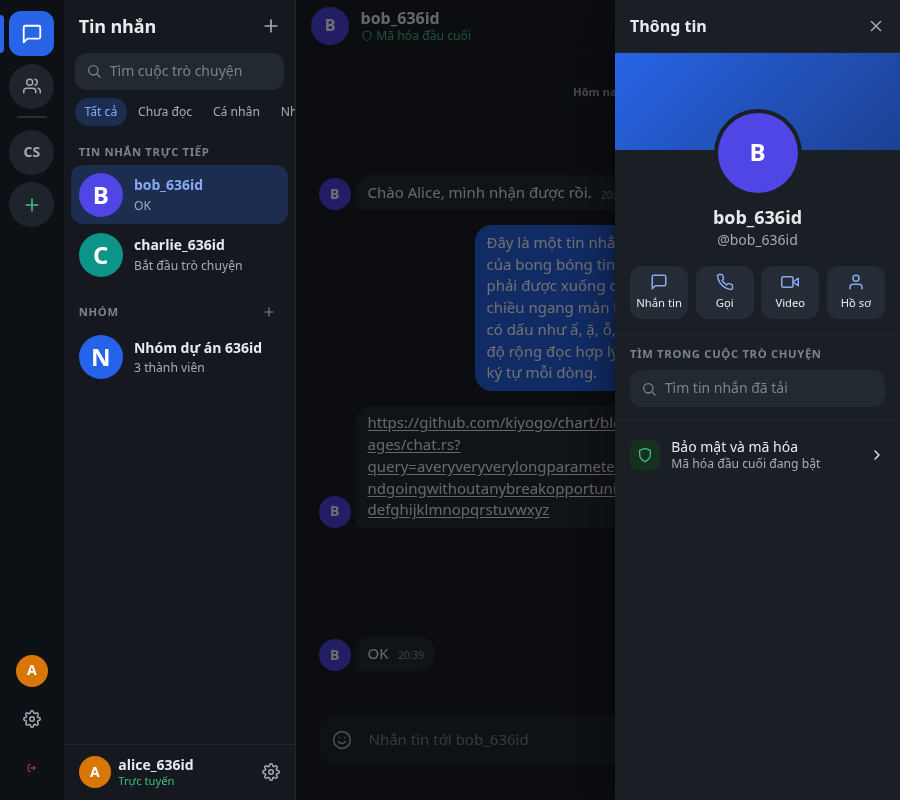 CS
A
Tin nhắn
Tìm cuộc trò chuyện
Tất cả
Chưa đọc
Cá nhân
Nh
TIN NHẮN TRỰC TIẾP
B
bob_636id
OK
C
charlie_636id
Bắt đầu trò chuyện
NHÓM
N
Nhóm dự án 636id
3 thành viên
A
alice_636id
Trực tuyến
B
bob_636id
Mã hóa đầu cuối
Hôm na
B
Chào Alice, mình nhận được rồi.
20:
Đây là một tin nhắ
của bong bóng tin
phải được xuống
chiều ngang màn
có dấu như ấ, ặ, ỗ,
độ rộng đọc hợp lý
ký tự mỗi dòng.
https://github.com/kiyogo/chart/bl
ages/chat.rs?
query=averyveryverylongparamete
ndgoingwithoutanybreakopportuni
defghijklmnopqrstuvwxyz
B
B
OK
20:39
Nhắn tin tới bob_636id
Thông tin
B
bob_636id
@bob_636id
Nhắn tin
Gọi
Video
Hồ sơ
TÌM TRONG CUỘC TRÒ CHUYỆN
Tìm tin nhắn đã tải
Bảo mật và mã hóa
Mã hóa đầu cuối đang bật